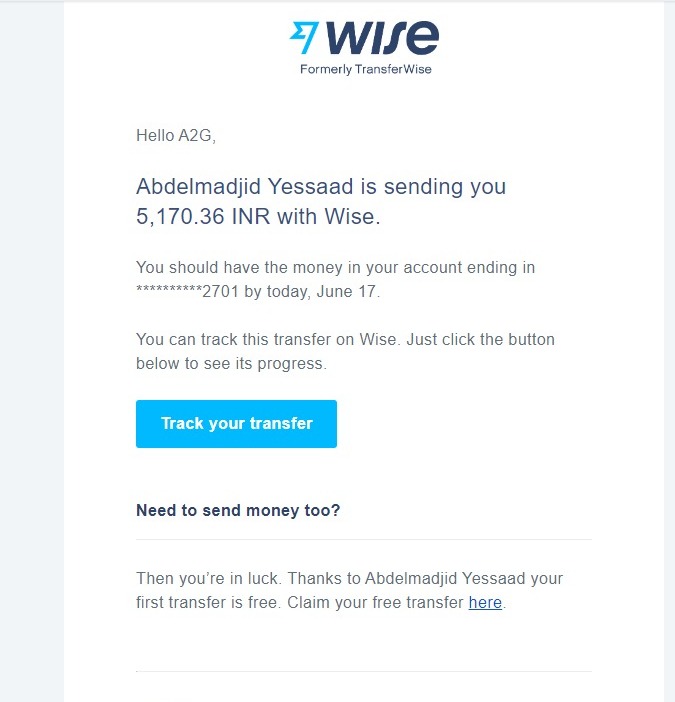 wise
Formerly TransferWise
Hello A2G,
Abdelmadjid Yessaad is sending you
5,170.36 INR with Wise.
You should have the money in your account ending in
**********2701 by today, June 17.
You can track this transfer on Wise. Just click the button
below to see its progress.
Track your transfer
Need to send money too?
Then you’re in luck. Thanks to Abdelmadjid Yessaad your
first transfer is free. Claim your free transfer here.